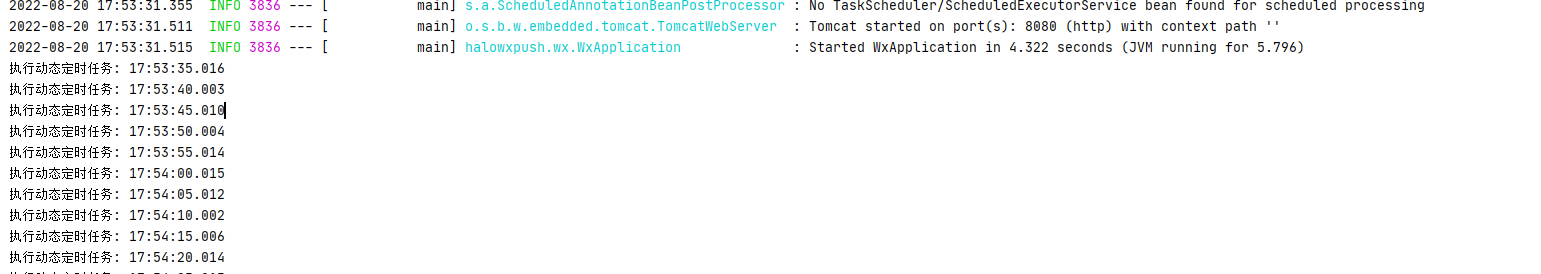 2022-08-20 17:53:31.355  INFO 3836 --- [           main] s.a.ScheduledAnnotationBeanPostProcessor : No TaskScheduler/ScheduledExecutorService bean found for scheduled processing
2022-08-20 17:53:31.511  INFO 3836 --- [           main] o.s.b.w.embedded.tomcat.TomcatWebServer  : Tomcat started on port(s): 8080 (http) with context path ''
2022-08-20 17:53:31.515  INFO 3836 --- [           main] halowxpush.wx.WxApplication              : Started WxApplication in 4.322 seconds (JVM running for 5.796)
执行动态定时任务: 17:53:35.016
执行动态定时任务: 17:53:40.003
执行动态定时任务: 17:53:45.010
执行动态定时任务: 17:53:50.004
执行动态定时任务: 17:53:55.014
执行动态定时任务: 17:54:00.015
执行动态定时任务: 17:54:05.012
执行动态定时任务: 17:54:10.002
执行动态定时任务: 17:54:15.006
执行动态定时任务: 17:54:20.014